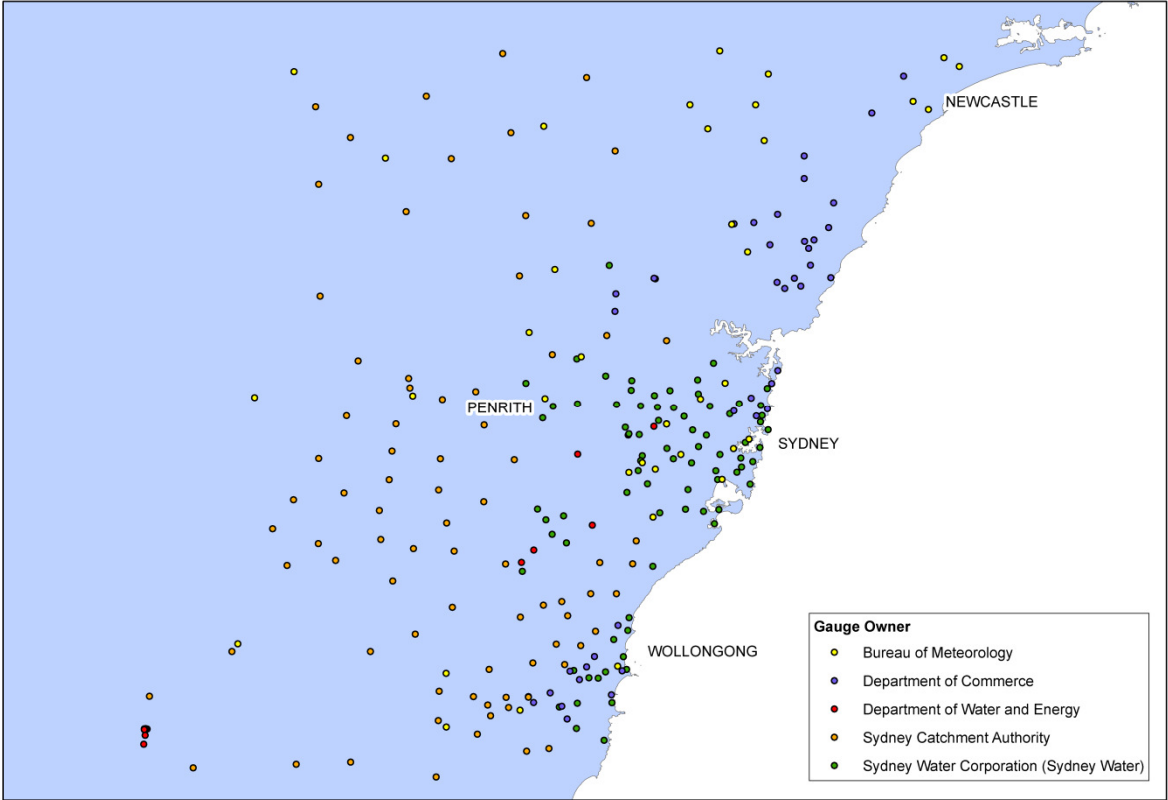 NEWCASTLE
PENRITH
SYDNEY
WOLLONGONG
Gauge Owner
Bureau of Meteorology
Department of Commerce
Department of Water and Energy
Sydney Catchment Authority
Sydney Water Corporation (Sydney Water)